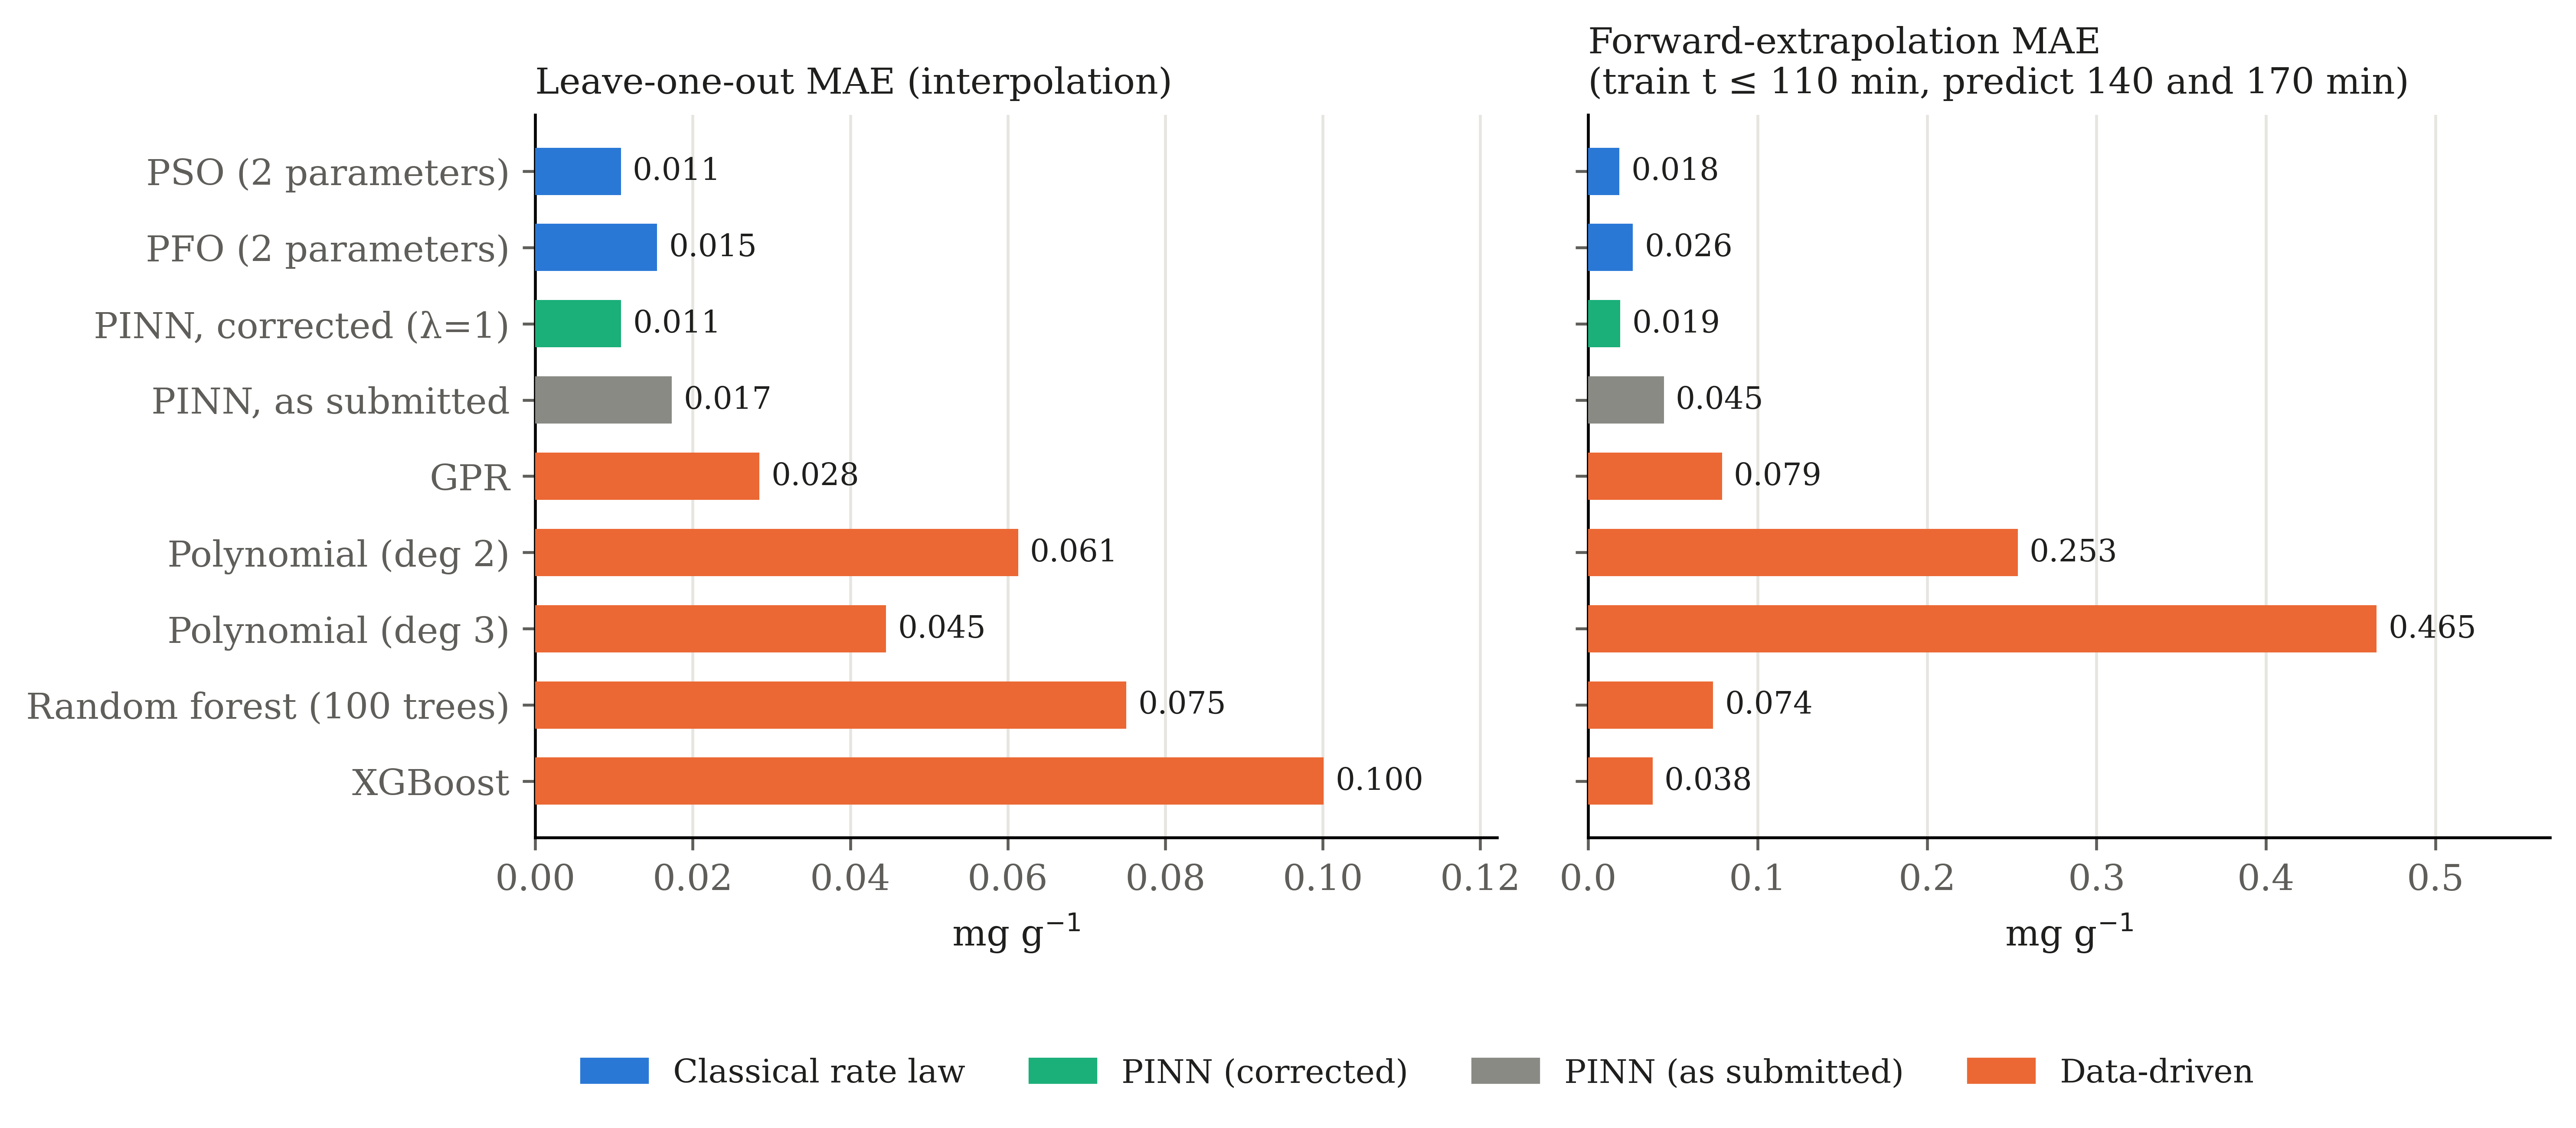 Leave-one-out MAE (interpolation)
PSO (2 parameters)
0.011
PFO (2 parameters)
0.015
PINN, corrected (λ=1)
0.011
PINN, as submitted
0.017
GPR
0.028
Polynomial (deg 2)
0.061
Polynomial (deg 3)
0.045
Random forest (100 trees)
0.075
XGBoost
0.100
0.00 0.02 0.04 0.06 0.08 0.10 0.12
mg g⁻¹
Forward-extrapolation MAE
(train t ≤ 110 min, predict 140 and 170 min)
0.018
0.026
0.019
0.045
0.079
0.253
0.465
0.074
0.038
0.0 0.1 0.2 0.3 0.4 0.5
mg g⁻¹
Classical rate law
PINN (corrected)
PINN (as submitted)
Data-driven